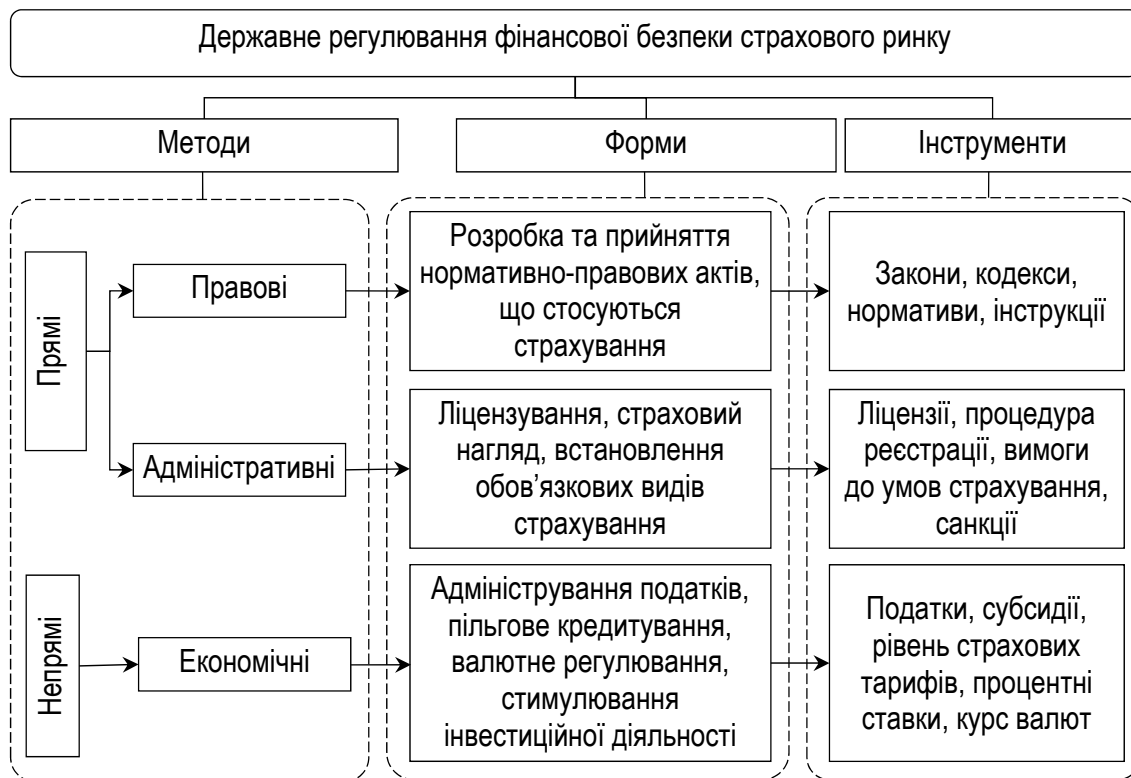 Державне регулювання фінансової безпеки страхового ринку
Методи
Форми
Інструменти
Прямі
Правові
Розробка та прийняття
нормативно-правових актів,
що стосуються
страхування
Закони, кодекси,
нормативи, інструкції
Адміністративні
Ліцензування, страховий
нагляд, встановлення
обов’язкових видів
страхування
Ліцензії, процедура
реєстрації, вимоги
до умов страхування,
санкції
Непрямі
Економічні
Адміністрування податків,
пільгове кредитування,
валютне регулювання,
стимулювання
інвестиційної діяльності
Податки, субсидії,
рівень страхових
тарифів, процентні
ставки, курс валют